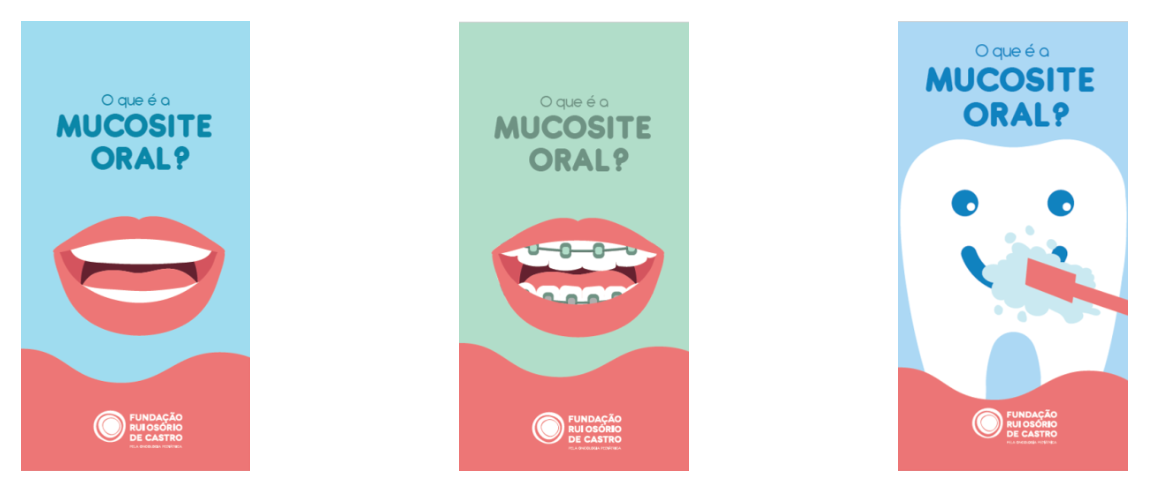 O que é a
MUCOSITE
ORAL?
FUNDAÇÃO
RUI OSÓRIO
DE CASTRO
O que é a
MUCOSITE
ORAL?
FUNDAÇÃO
RUI OSÓRIO
DE CASTRO
O que é a
MUCOSITE
ORAL?
FUNDAÇÃO
RUI OSÓRIO
DE CASTRO